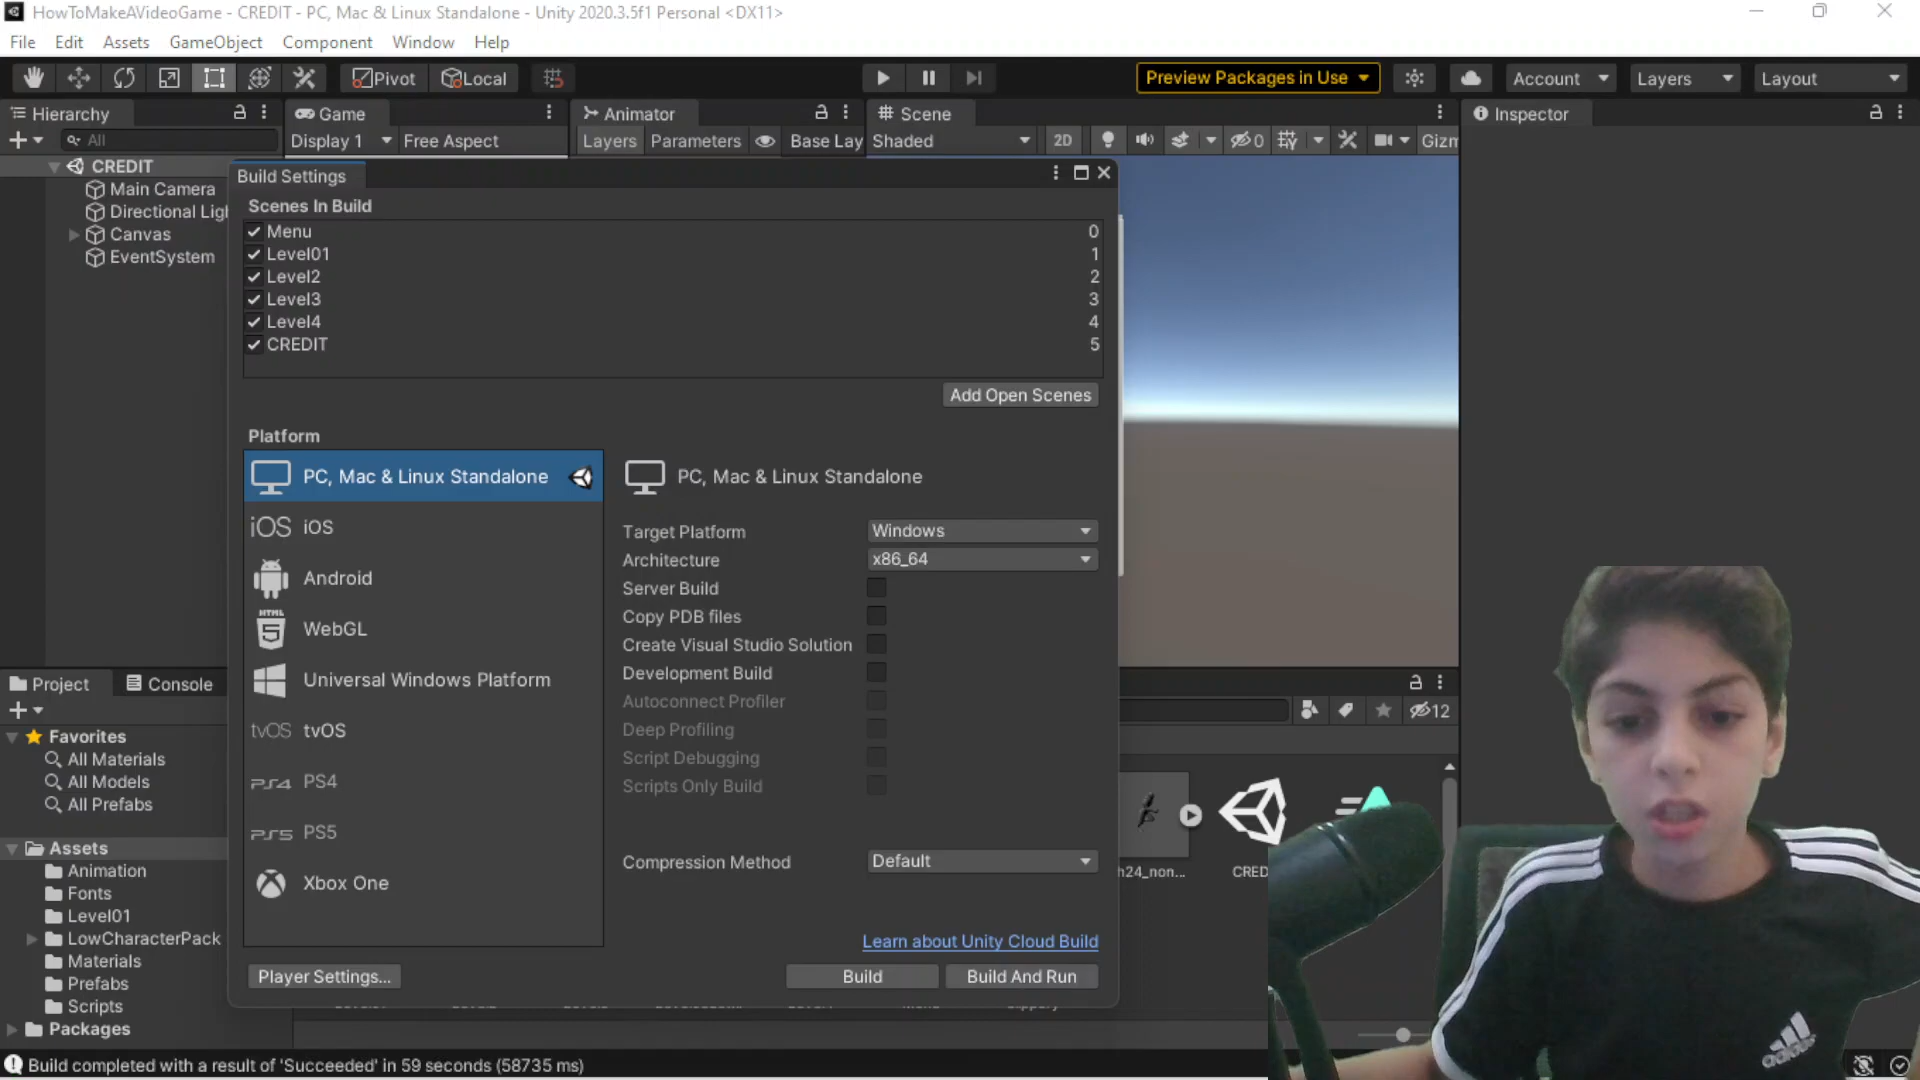 HowToMakeAVideoGame - CREDIT - PC, Mac & Linux Standalone - Unity 2020.3.5f1 Personal <DX11>
File Edit Assets GameObject Component Window Help
Pivot Local Preview Packages in Use Account Layers Layout
Hierarchy Game Animator Scene Inspector
All Display 1 Free Aspect Layers Parameters Base Lay Shaded 2D 0 Gizm
CREDIT
Main Camera
Directional Ligh
Canvas
EventSystem
Build Settings
Scenes In Build
Menu 0
Level01 1
Level2 2
Level3 3
Level4 4
CREDIT 5
Add Open Scenes
Platform
PC, Mac & Linux Standalone
iOS iOS
Android
HTML 5 WebGL
Universal Windows Platform
tvOS tvOS
PS4 PS4
PS5 PS5
Xbox One
PC, Mac & Linux Standalone
Target Platform Windows
Architecture x86_64
Server Build
Copy PDB files
Create Visual Studio Solution
Development Build
Autoconnect Profiler
Deep Profiling
Script Debugging
Scripts Only Build
Compression Method Default
Learn about Unity Cloud Build
Player Settings... Build Build And Run
Project Console
12
Favorites
All Materials
All Models
All Prefabs
Assets
Animation
Fonts
Level01
LowCharacterPack
Materials
Prefabs
Scripts
Packages
h24_non... CRED
adidas
Build completed with a result of 'Succeeded' in 59 seconds (58735 ms)